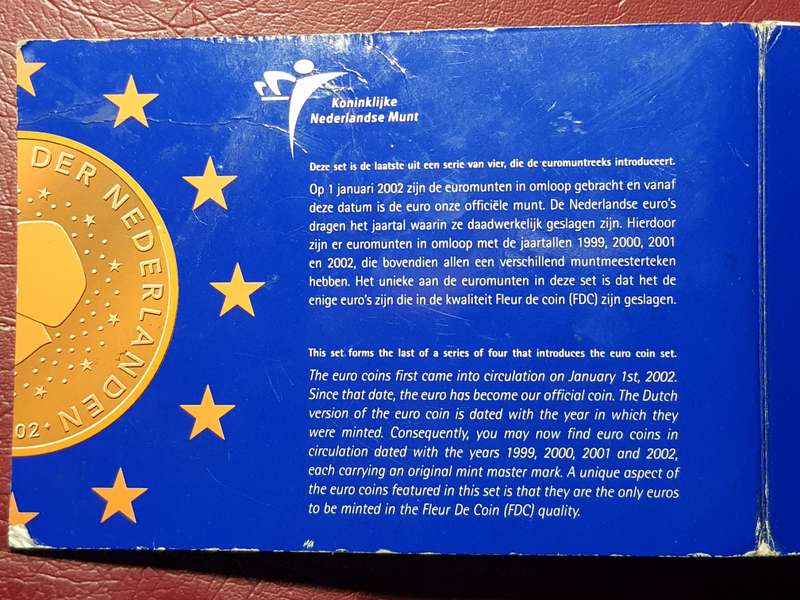 DER NEDERLANDEN
02
Koninklijke
Nederlandse Munt
Deze set is de laatste uit een serie van vier, die de euromuntreeks introduceert.
Op 1 januari 2002 zijn de euromunten in omloop gebracht en vanaf
deze datum is de euro onze officiële munt. De Nederlandse euro's
dragen het jaartal waarin ze daadwerkelijk geslagen zijn. Hierdoor
zijn er euromunten in omloop met de jaartallen 1999, 2000, 2001
en 2002, die bovendien allen een verschillend muntmeesterteken
hebben. Het unieke aan de euromunten in deze set is dat het de
enige euro's zijn die in de kwaliteit Fleur de coin (FDC) zijn geslagen.
This set forms the last of a series of four that introduces the euro coin set.
The euro coins first came into circulation on January 1st, 2002.
Since that date, the euro has become our official coin. The Dutch
version of the euro coin is dated with the year in which they
were minted. Consequently, you may now find euro coins in
circulation dated with the years 1999, 2000, 2001 and 2002,
each carrying an original mint master mark. A unique aspect of
the euro coins featured in this set is that they are the only euros
to be minted in the Fleur De Coin (FDC) quality.